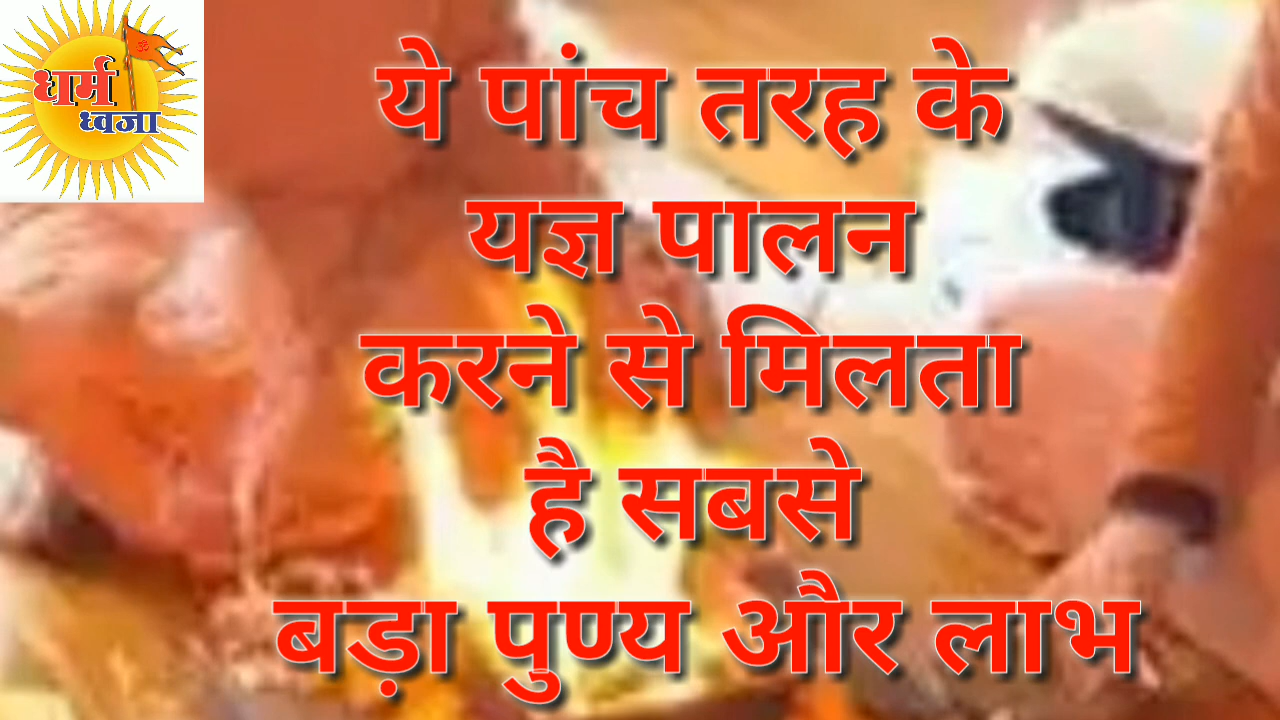 धर्म
ध्वजा
ॐ
ये पांच तरह के
यज्ञ पालन
करने से मिलता
है सबसे
बड़ा पुण्य और लाभ